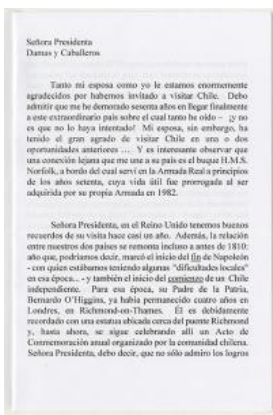 Señora Presidenta
Damas y Caballeros
Tanto mi esposa como yo le estamos enormemente
agradecidos por habernos invitado a visitar Chile. Debo
admitir que me he demorado sesenta años en llegar finalmente
a este extraordinario país sobre el cual tanto he oído – ¡y no
es que no lo haya intentado! Mi esposa, sin embargo, ha
tenido el gran agrado de visitar Chile en una o dos
oportunidades anteriores ... Y es interesante observar que
una conexión lejana que me une a su país es el buque H.M.S.
Norfolk, a bordo del cual serví en la Armada Real a principios
de los años setenta, cuya vida útil fue prorrogada al ser
adquirida por su propia Armada en 1982.
Señora Presidenta, en el Reino Unido tenemos buenos
recuerdos de su visita hace casi un año. Además, la relación
entre nuestros dos países se remonta incluso a antes de 1810:
año que, podríamos decir, marcó el inicio del fin de Napoleón
- con quien estábamos teniendo algunas "dificultades locales"
en esa época... - y también el inicio del comienzo de un Chile
independiente. Para esa época, su Padre de la Patria,
Bernardo O'Higgins, ya había permanecido cuatro años en
Londres, en Richmond-on-Thames. Él es debidamente
recordado con una estatua ubicada cerca del puente Richmond
y, hasta ahora, se sigue celebrando allí un Acto de
Conmemoración anual organizado por la comunidad chilena.
Señora Presidenta, debo decir, que no sólo admiro los logros